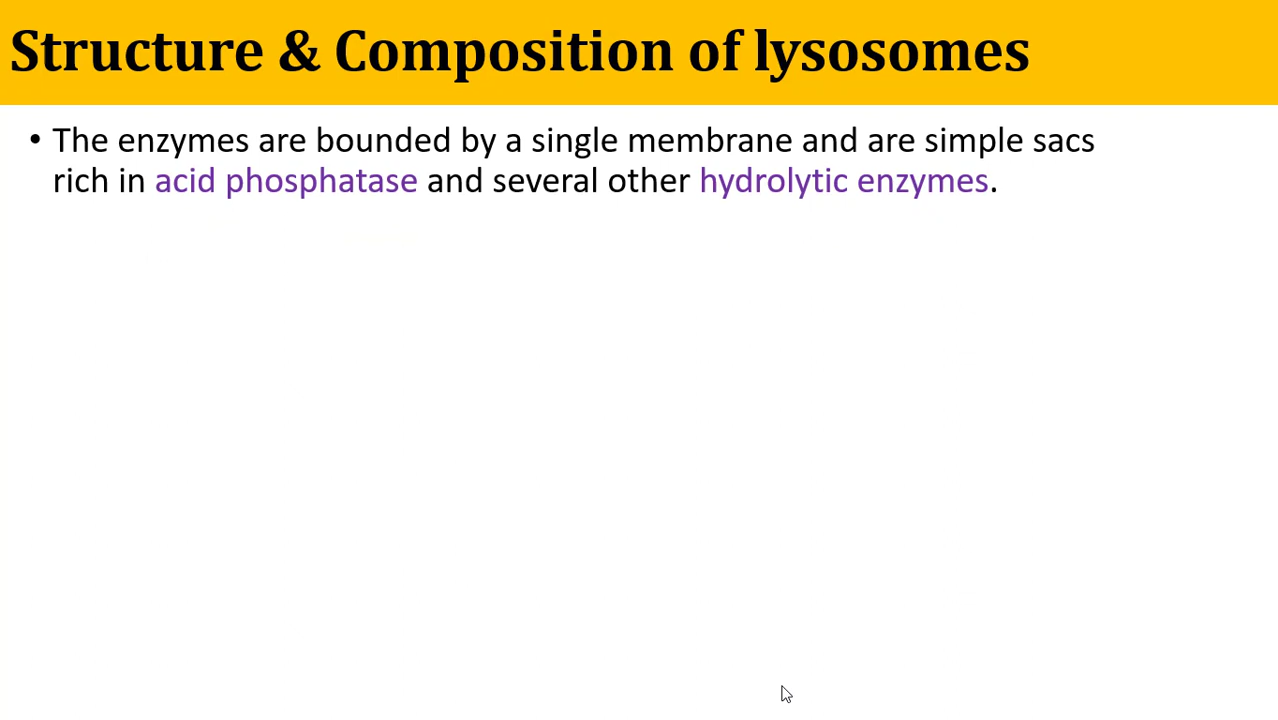 Structure & Composition of lysosomes
• The enzymes are bounded by a single membrane and are simple sacs
rich in acid phosphatase and several other hydrolytic enzymes.